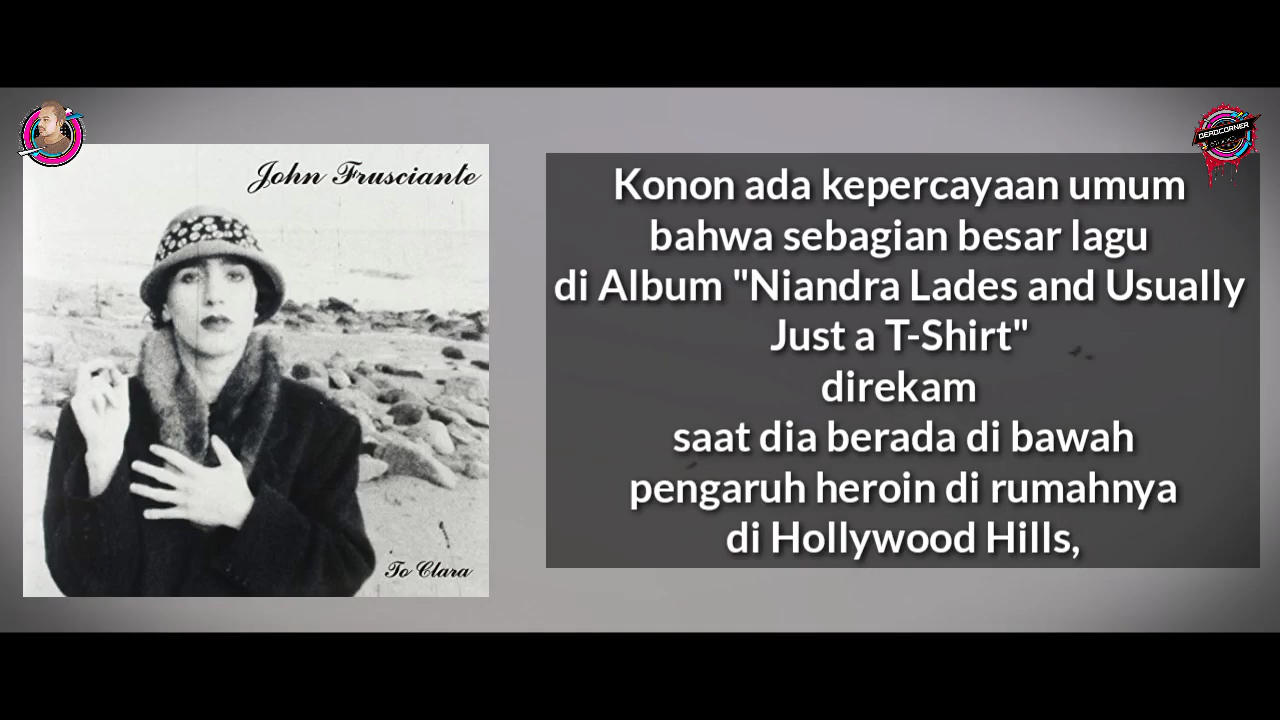 John Frusciante
To Clara
DEADCORNER
Konon ada kepercayaan umum
bahwa sebagian besar lagu
di Album "Niandra Lades and Usually
Just a T-Shirt"
direkam
saat dia berada di bawah
pengaruh heroin di rumahnya
di Hollywood Hills,